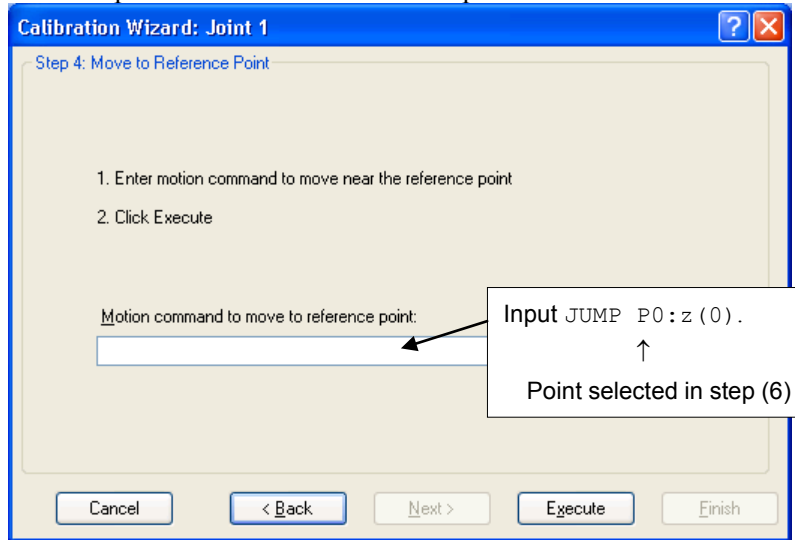 Calibration Wizard: Joint 1
Step 4: Move to Reference Point
1. Enter motion command to move near the reference point
2. Click Execute
Motion command to move to reference point:
Input JUMP P0:z(0).
↑
Point selected in step (6)
Cancel
< Back
Next >
Execute
Finish